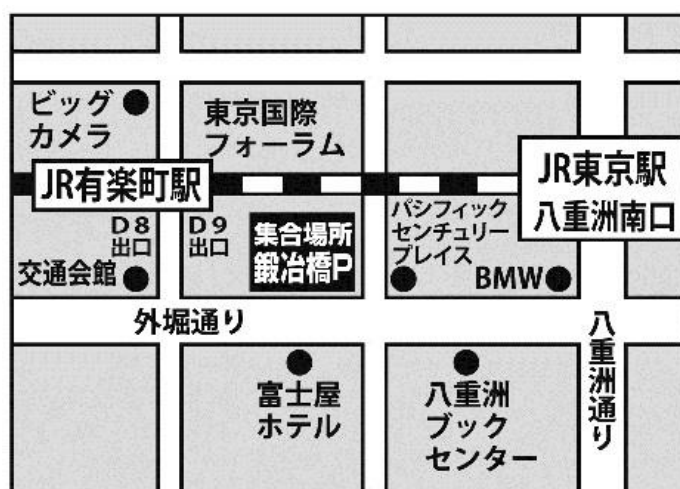 ビッグ
カメラ
東京国際
フォーラム
JR有楽町駅
JR東京駅
八重洲南口
D8
出口
D9
出口
集合場所
鍛冶橋P
パシフィック
センチュリー
プレイス
交通会館
BMW
外堀通り
八重洲通り
富士屋
ホテル
八重洲
ブック
センター